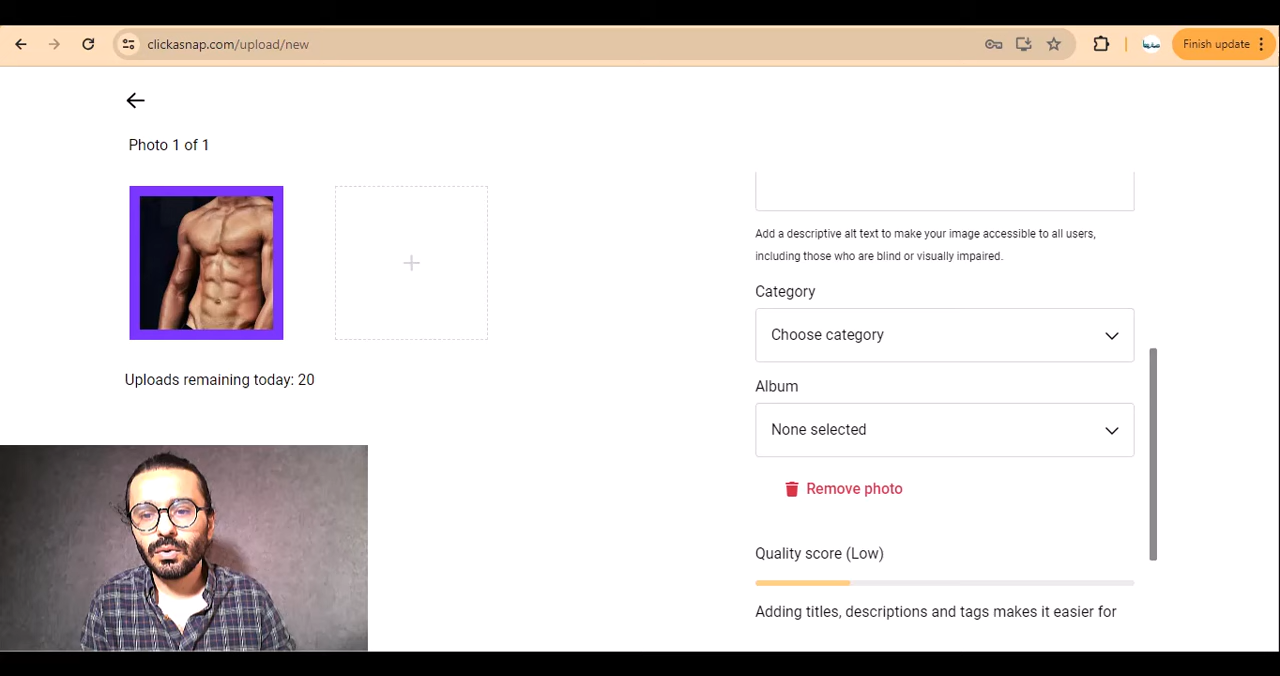 clickasnap.com/upload/new
Finish update
Photo 1 of 1
Uploads remaining today: 20
Add a descriptive alt text to make your image accessible to all users,
including those who are blind or visually impaired.
Category
Choose category
Album
None selected
Remove photo
Quality score (Low)
Adding titles, descriptions and tags makes it easier for